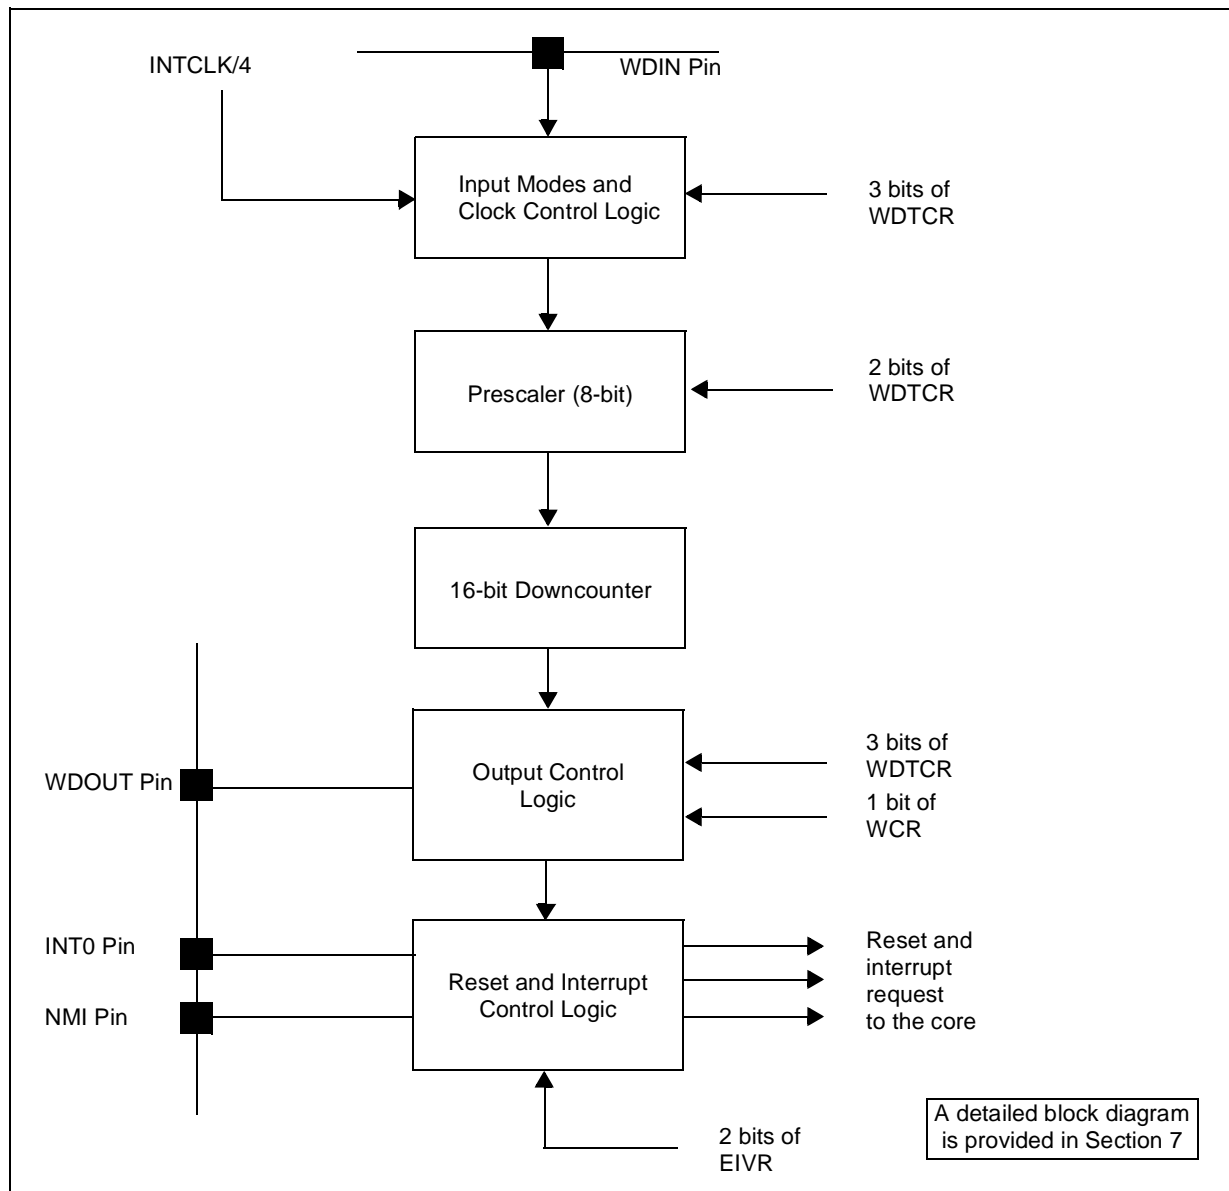 INTCLK/4
WDIN Pin
Input Modes and
Clock Control Logic
3 bits of
WDTCR
Prescaler (8-bit)
2 bits of
WDTCR
16-bit Downcounter
WDOUT Pin
Output Control
Logic
3 bits of
WDTCR
1 bit of
WCR
INT0 Pin
NMI Pin
Reset and Interrupt
Control Logic
Reset and
interrupt
request
to the core
2 bits of
EIVR
A detailed block diagram
is provided in Section 7